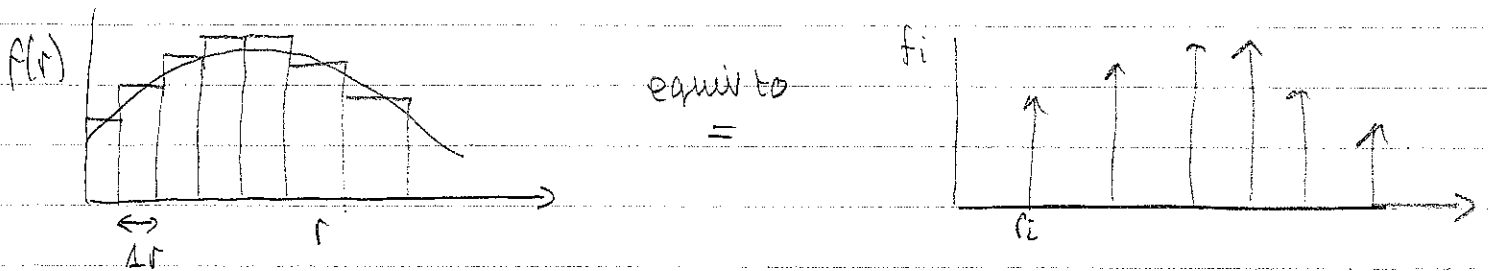 f(r)
equiv to
=
fi
Δr
r
ri